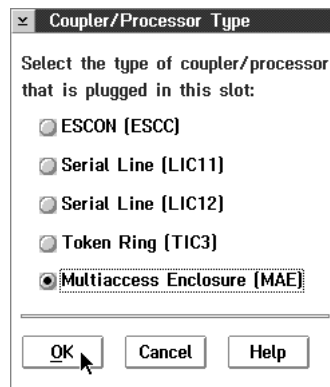 Coupler/Processor Type
Select the type of coupler/processor
that is plugged in this slot:
ESCON (ESCC)
Serial Line (LIC11)
Serial Line (LIC12)
Token Ring (TIC3)
Multiaccess Enclosure (MAE)
OK Cancel Help